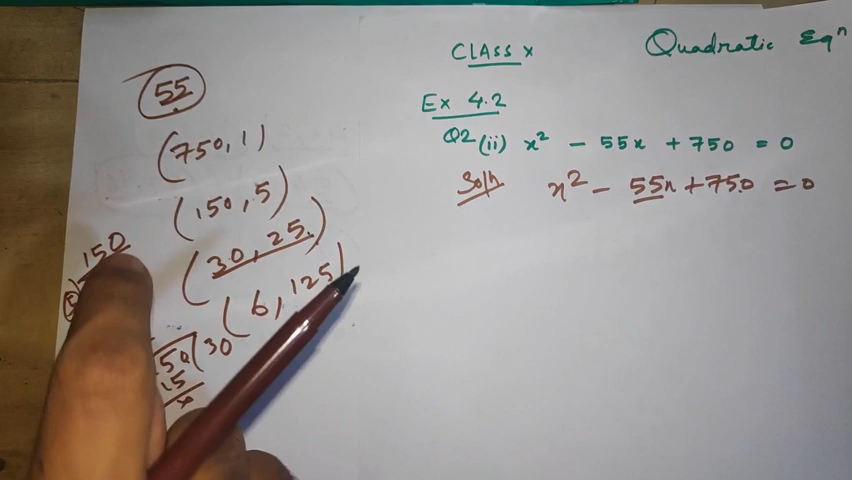 CLASS X
Quadratic Eqⁿ
Ex 4.2
Q2 (ii) x² - 55x + 750 = 0
Soln x² - 55x + 750 = 0
55
(750, 1)
(150, 5)
(30, 25)
(6, 125)
150
30
15